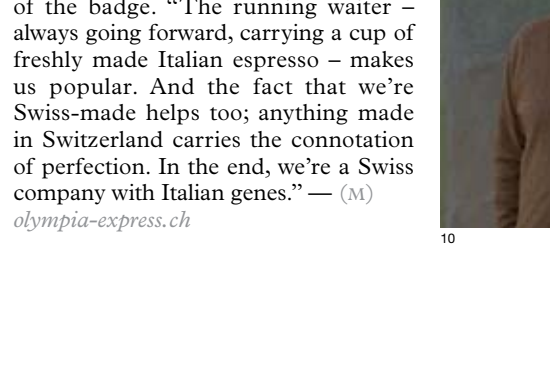 of the badge. “The running waiter –
always going forward, carrying a cup of
freshly made Italian espresso – makes
us popular. And the fact that we’re
Swiss-made helps too; anything made
in Switzerland carries the connotation
of perfection. In the end, we’re a Swiss
company with Italian genes.” — (M)
olympia-express.ch
10